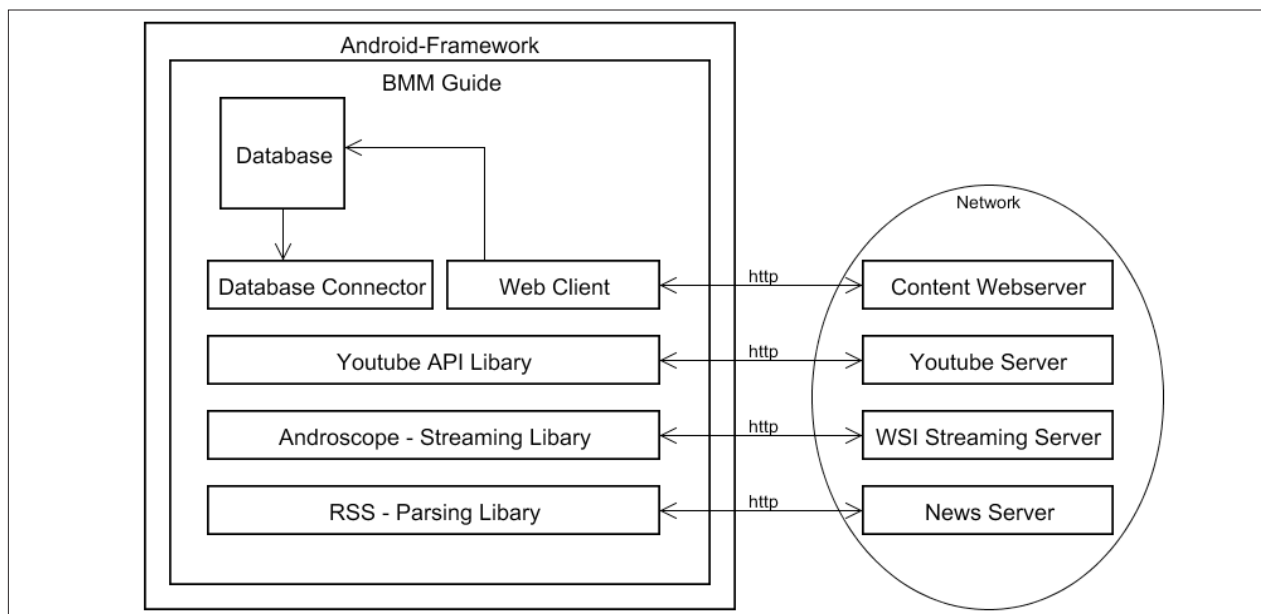 Android-Framework
BMM Guide
Database
Network
Database Connector
Web Client
http
Content Webserver
Youtube API Libary
http
Youtube Server
Androscope - Streaming Libary
http
WSI Streaming Server
RSS - Parsing Libary
http
News Server